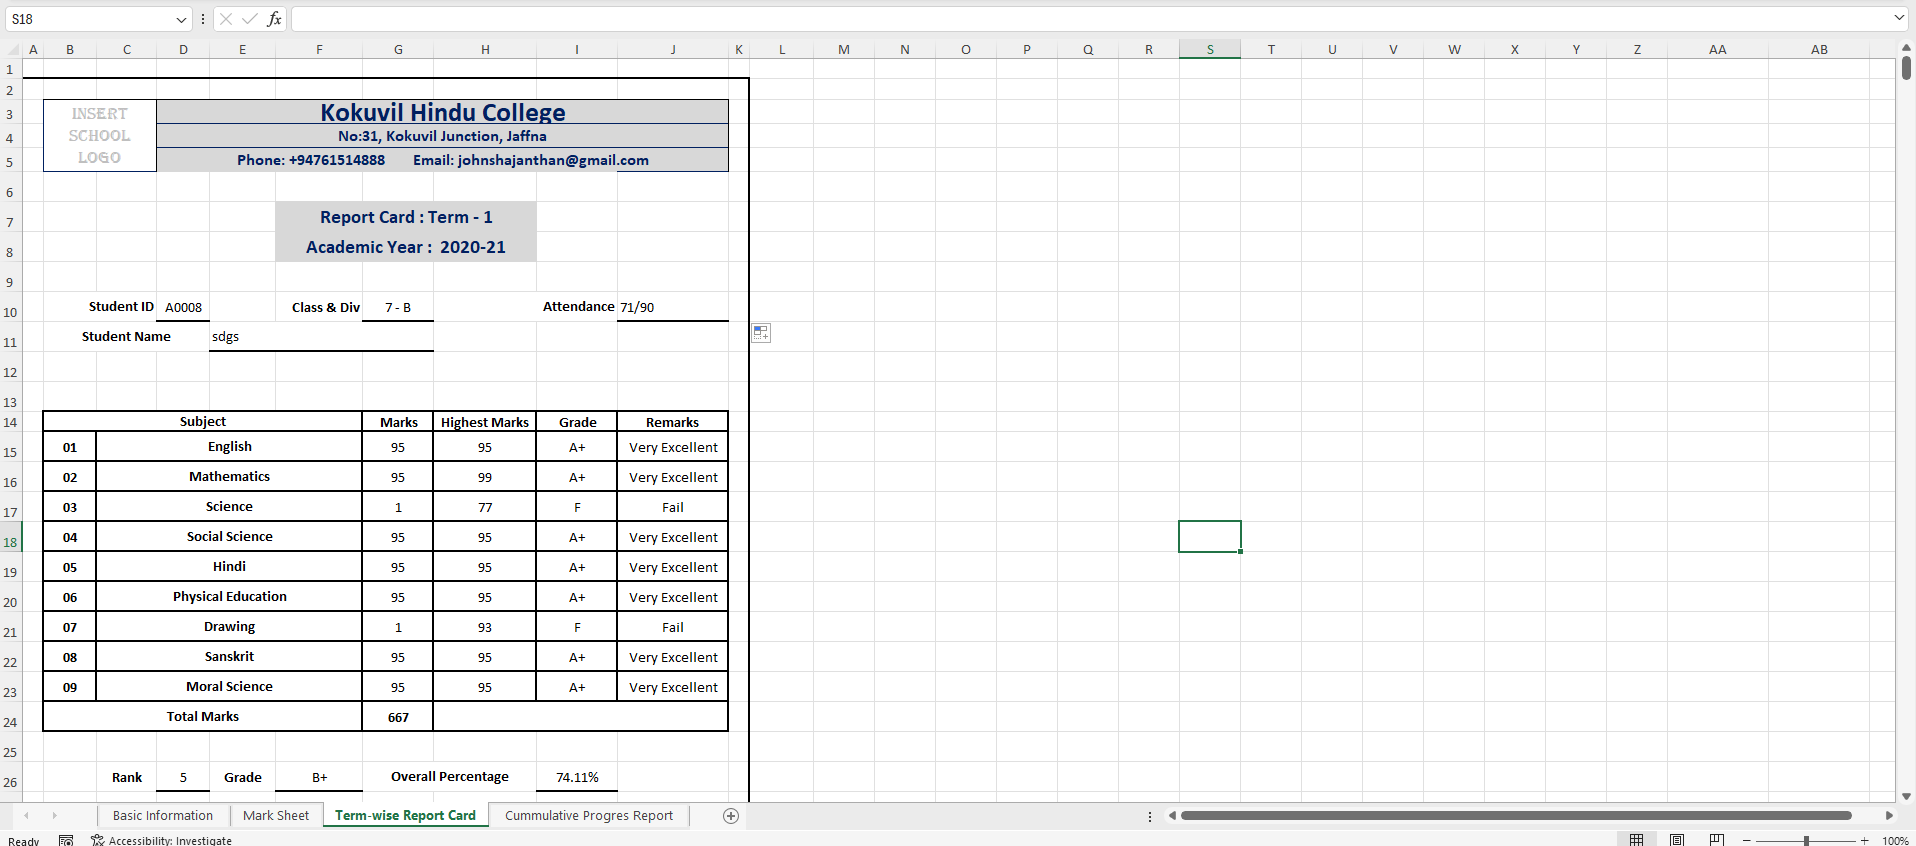 S18
fx
A B C D E F G H I J K L M N O P Q R S T U V W X Y Z AA AB
1
2
3 INSERT Kokuvil Hindu College
4 SCHOOL No:31, Kokuvil Junction, Jaffna
5 LOGO Phone: +94761514888 Email: johnshajanthan@gmail.com
6
7 Report Card : Term - 1
8 Academic Year : 2020-21
9
10 Student ID A0008 Class & Div 7 - B Attendance 71/90
11 Student Name sdgs
12
13
14 Subject Marks Highest Marks Grade Remarks
15 01 English 95 95 A+ Very Excellent
16 02 Mathematics 95 99 A+ Very Excellent
17 03 Science 1 77 F Fail
18 04 Social Science 95 95 A+ Very Excellent
19 05 Hindi 95 95 A+ Very Excellent
20 06 Physical Education 95 95 A+ Very Excellent
21 07 Drawing 1 93 F Fail
22 08 Sanskrit 95 95 A+ Very Excellent
23 09 Moral Science 95 95 A+ Very Excellent
24 Total Marks 667
25
26 Rank 5 Grade B+ Overall Percentage 74.11%
Basic Information Mark Sheet Term-wise Report Card Cummulative Progres Report
Ready Accessibility: Investigate 100%